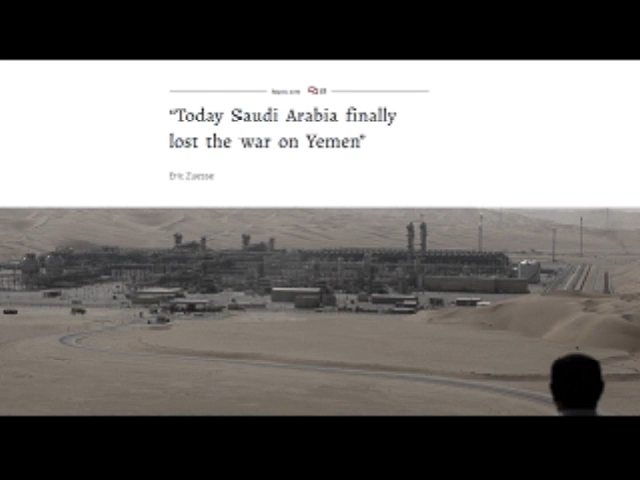 “Today Saudi Arabia finally
lost the war on Yemen”
Eric Zuesse